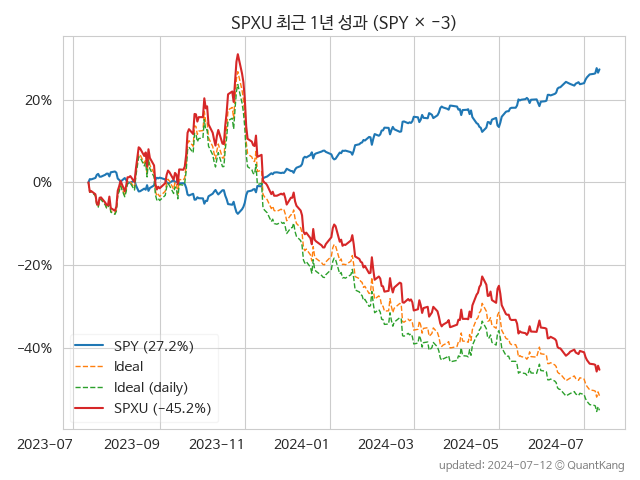 SPXU 최근 1년 성과 (SPY × −3)
20%
0%
−20%
−40%
SPY (27.2%)
Ideal
Ideal (daily)
SPXU (−45.2%)
2023-07 2023-09 2023-11 2024-01 2024-03 2024-05 2024-07
updated: 2024-07-12 © QuantKang